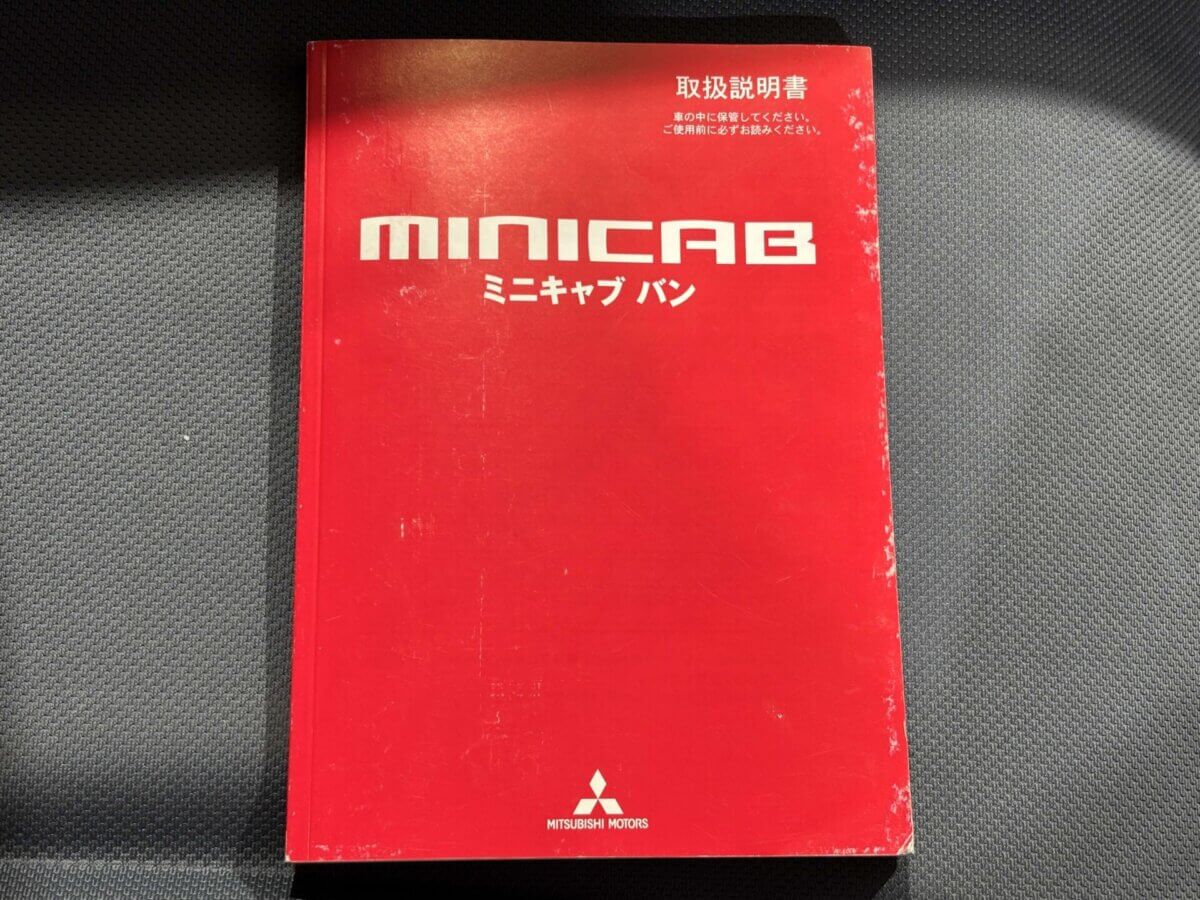 取扱説明書
車の中に保管してください。
ご使用前に必ずお読みください。
MINICAB
ミニキャブ バン
MITSUBISHI MOTORS